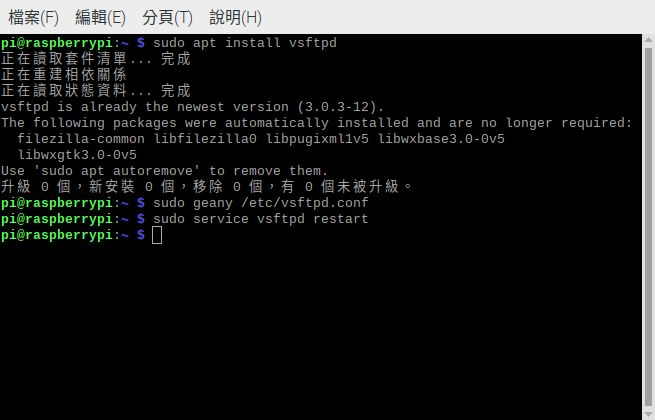 檔案(F) 編輯(E) 分頁(T) 說明(H)
pi@raspberrypi:~ $ sudo apt install vsftpd
正在讀取套件清單... 完成
正在重建相依關係
正在讀取狀態資料... 完成
vsftpd is already the newest version (3.0.3-12).
The following packages were automatically installed and are no longer required:
  filezilla-common libfilezilla0 libpugixml1v5 libwxbase3.0-0v5
  libwxgtk3.0-0v5
Use 'sudo apt autoremove' to remove them.
升級 0 個，新安裝 0 個，移除 0 個，有 0 個未被升級。
pi@raspberrypi:~ $ sudo geany /etc/vsftpd.conf
pi@raspberrypi:~ $ sudo service vsftpd restart
pi@raspberrypi:~ $